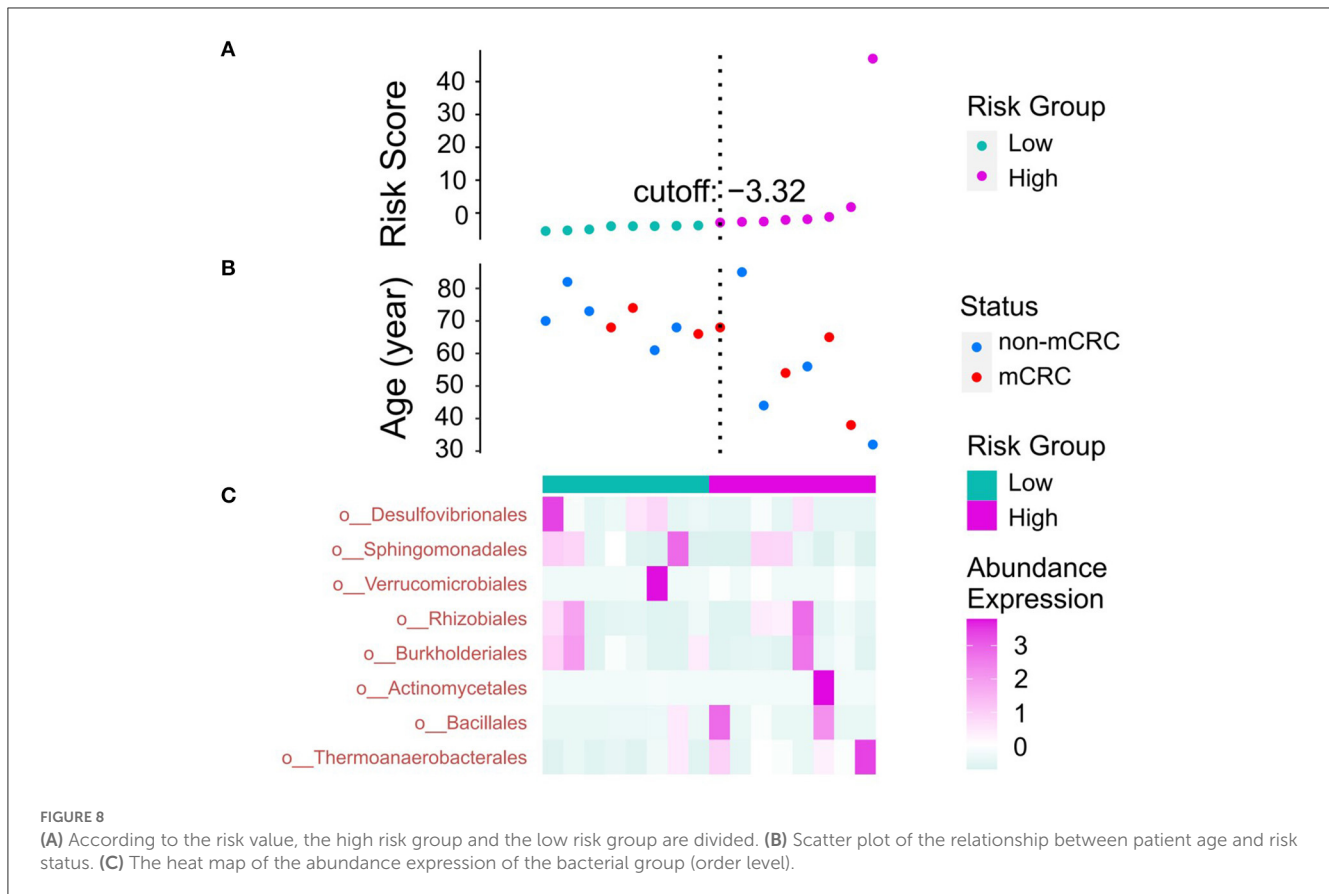 A
Risk Score
40
30
20
10
0
cutoff: −3.32
Risk Group
Low
High
B
Age (year)
80
70
60
50
40
30
Status
non-mCRC
mCRC
Risk Group
Low
High
C
o__Desulfovibrionales
o__Sphingomonadales
o__Verrucomicrobiales
o__Rhizobiales
o__Burkholderiales
o__Actinomycetales
o__Bacillales
o__Thermoanaerobacterales
Abundance
Expression
3
2
1
0
FIGURE 8
(A) According to the risk value, the high risk group and the low risk group are divided. (B) Scatter plot of the relationship between patient age and risk
status. (C) The heat map of the abundance expression of the bacterial group (order level).